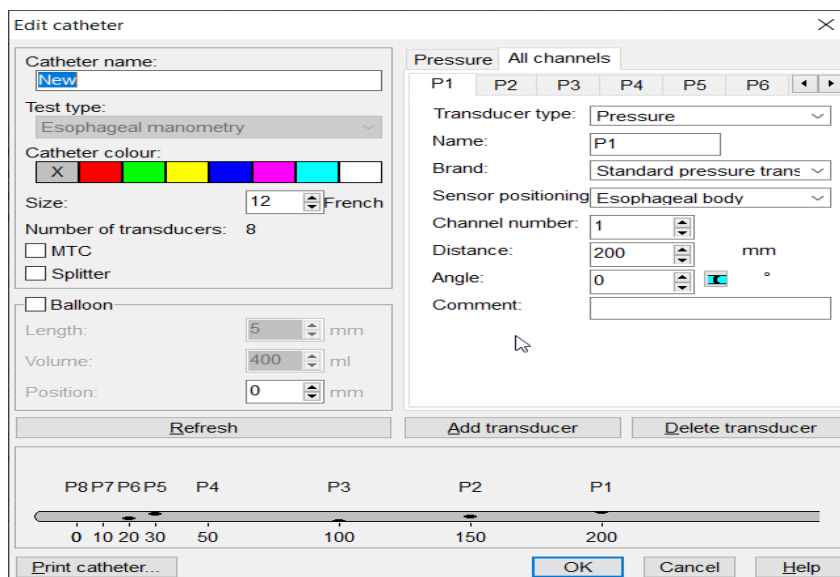 Edit catheter
Catheter name:
New
Test type:
Esophageal manometry
Catheter colour:
X
Size: 12 French
Number of transducers: 8
MTC
Splitter
Balloon
Length: 5 mm
Volume: 400 ml
Position: 0 mm
Refresh
Pressure All channels
P1 P2 P3 P4 P5 P6
Transducer type: Pressure
Name: P1
Brand: Standard pressure trans
Sensor positioning Esophageal body
Channel number: 1
Distance: 200 mm
Angle: 0 °
Comment:
Add transducer Delete transducer
P8 P7 P6 P5 P4 P3 P2 P1
0 10 20 30 50 100 150 200
Print catheter... OK Cancel Help